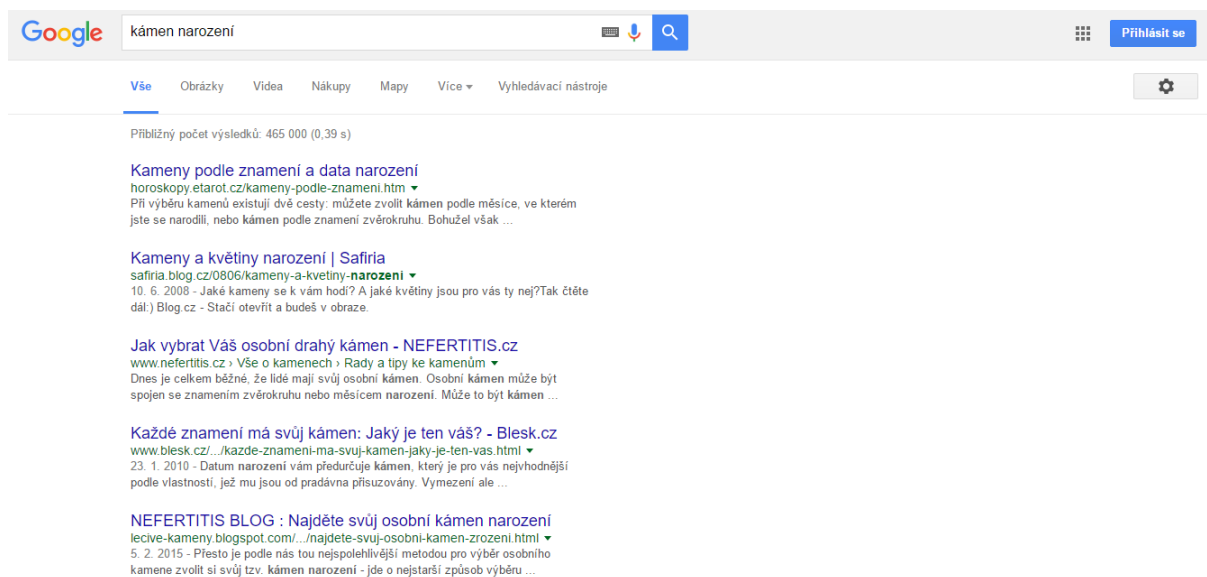 Google kámen narození Přihlásit se
Vše Obrázky Videa Nákupy Mapy Více Vyhledávací nástroje
Přibližný počet výsledků: 465 000 (0,39 s)
Kameny podle znamení a data narození
horoskopy.etarot.cz/kameny-podle-znameni.htm
Při výběru kamenů existují dvě cesty: můžete zvolit kámen podle měsíce, ve kterém
jste se narodili, nebo kámen podle znamení zvěrokruhu. Bohužel však ...
Kameny a květiny narození | Safiria
safiria.blog.cz/0806/kameny-a-kvetiny-narozeni
10. 6. 2008 - Jaké kameny se k vám hodí? A jaké květiny jsou pro vás ty nej?Tak čtěte
dál:) Blog.cz - Stačí otevřít a budeš v obraze.
Jak vybrat Váš osobní drahý kámen - NEFERTITIS.cz
www.nefertitis.cz › Vše o kamenech › Rady a tipy ke kamenům
Dnes je celkem běžné, že lidé mají svůj osobní kámen. Osobní kámen může být
spojen se znamením zvěrokruhu nebo měsícem narození. Může to být kámen ...
Každé znamení má svůj kámen: Jaký je ten váš? - Blesk.cz
www.blesk.cz/.../kazde-znameni-ma-svuj-kamen-jaky-je-ten-vas.html
23. 1. 2010 - Datum narození vám předurčuje kámen, který je pro vás nejvhodnější
podle vlastností, jež mu jsou od pradávna přisuzovány. Vymezení ale ...
NEFERTITIS BLOG : Najděte svůj osobní kámen narození
lecive-kameny.blogspot.com/.../najdete-svuj-osobni-kamen-zrozeni.html
5. 2. 2015 - Přesto je podle nás tou nejspolehlivější metodou pro výběr osobního
kamene zvolit si svůj tzv. kámen narození - jde o nejstarší způsob výběru ...